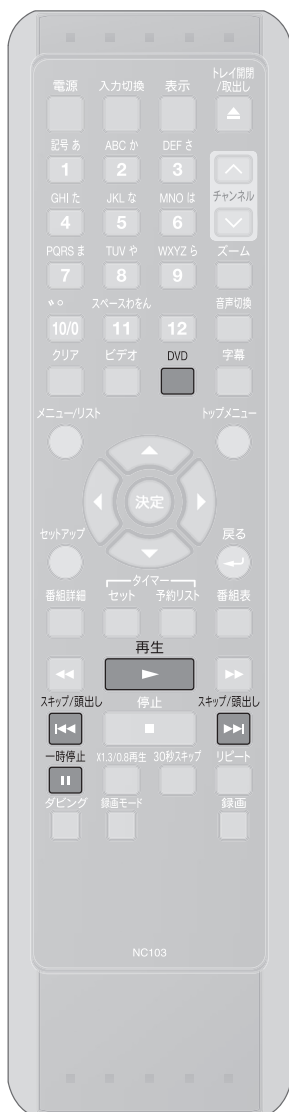 電源 入力切換 表示 トレイ開閉
/取出し
記号 あ ABC か DEF さ
1 2 3
GHI た JKL な MNO は チャンネル
4 5 6
PQRS ま TUV や WXYZ ら ズーム
7 8 9
゛゜ スペースわをん 音声切換
10/0 11 12
クリア ビデオ DVD 字幕
メニュー/リスト トップメニュー
決定
セットアップ 戻る
タイマー
番組詳細 セット 予約リスト 番組表
再生
スキップ/頭出し 停止 スキップ/頭出し
一時停止 X1.3/0.8再生 30秒スキップ リピート
ダビング 録画モード 録画
NC103